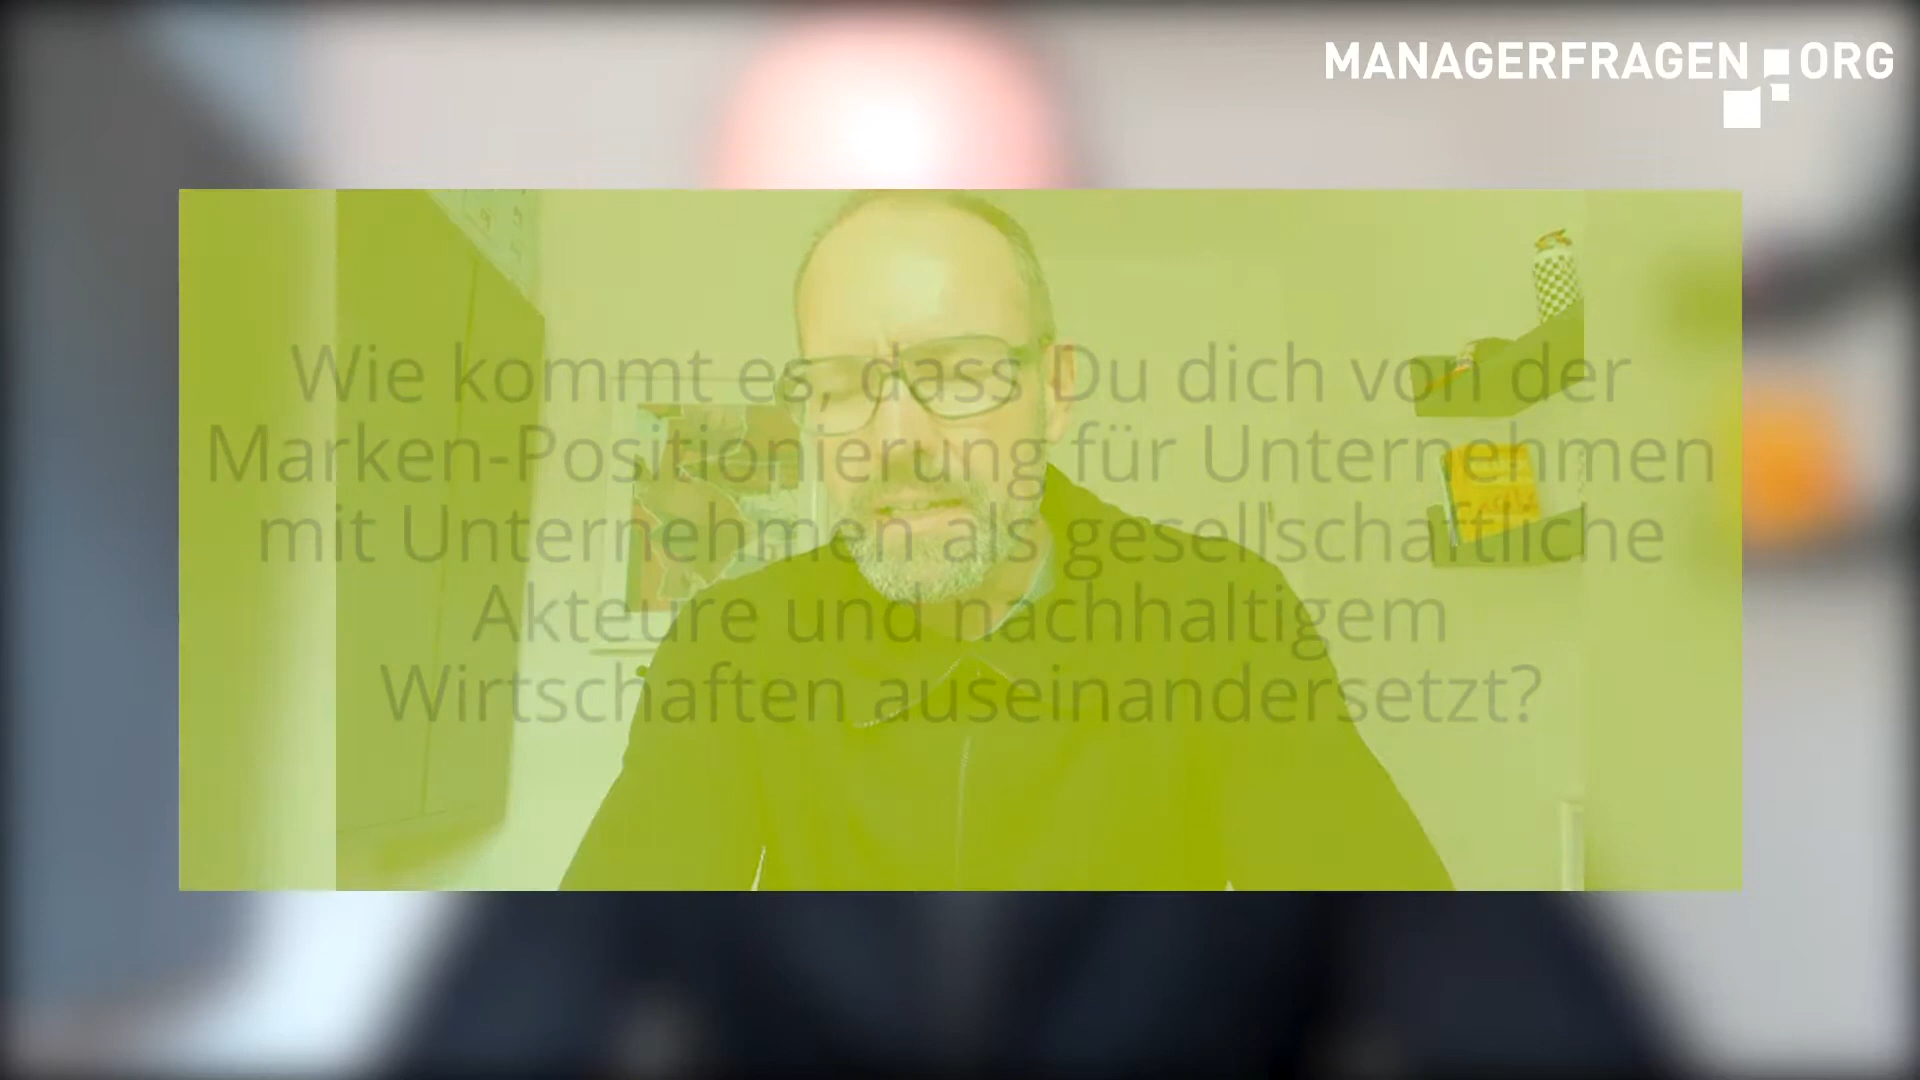 MANAGERFRAGEN.ORG
Wie kommt es, dass Du dich von der
Marken-Positionierung für Unternehmen
mit Unternehmen als gesellschaftliche
Akteure und nachhaltigem
Wirtschaften auseinandersetzt?